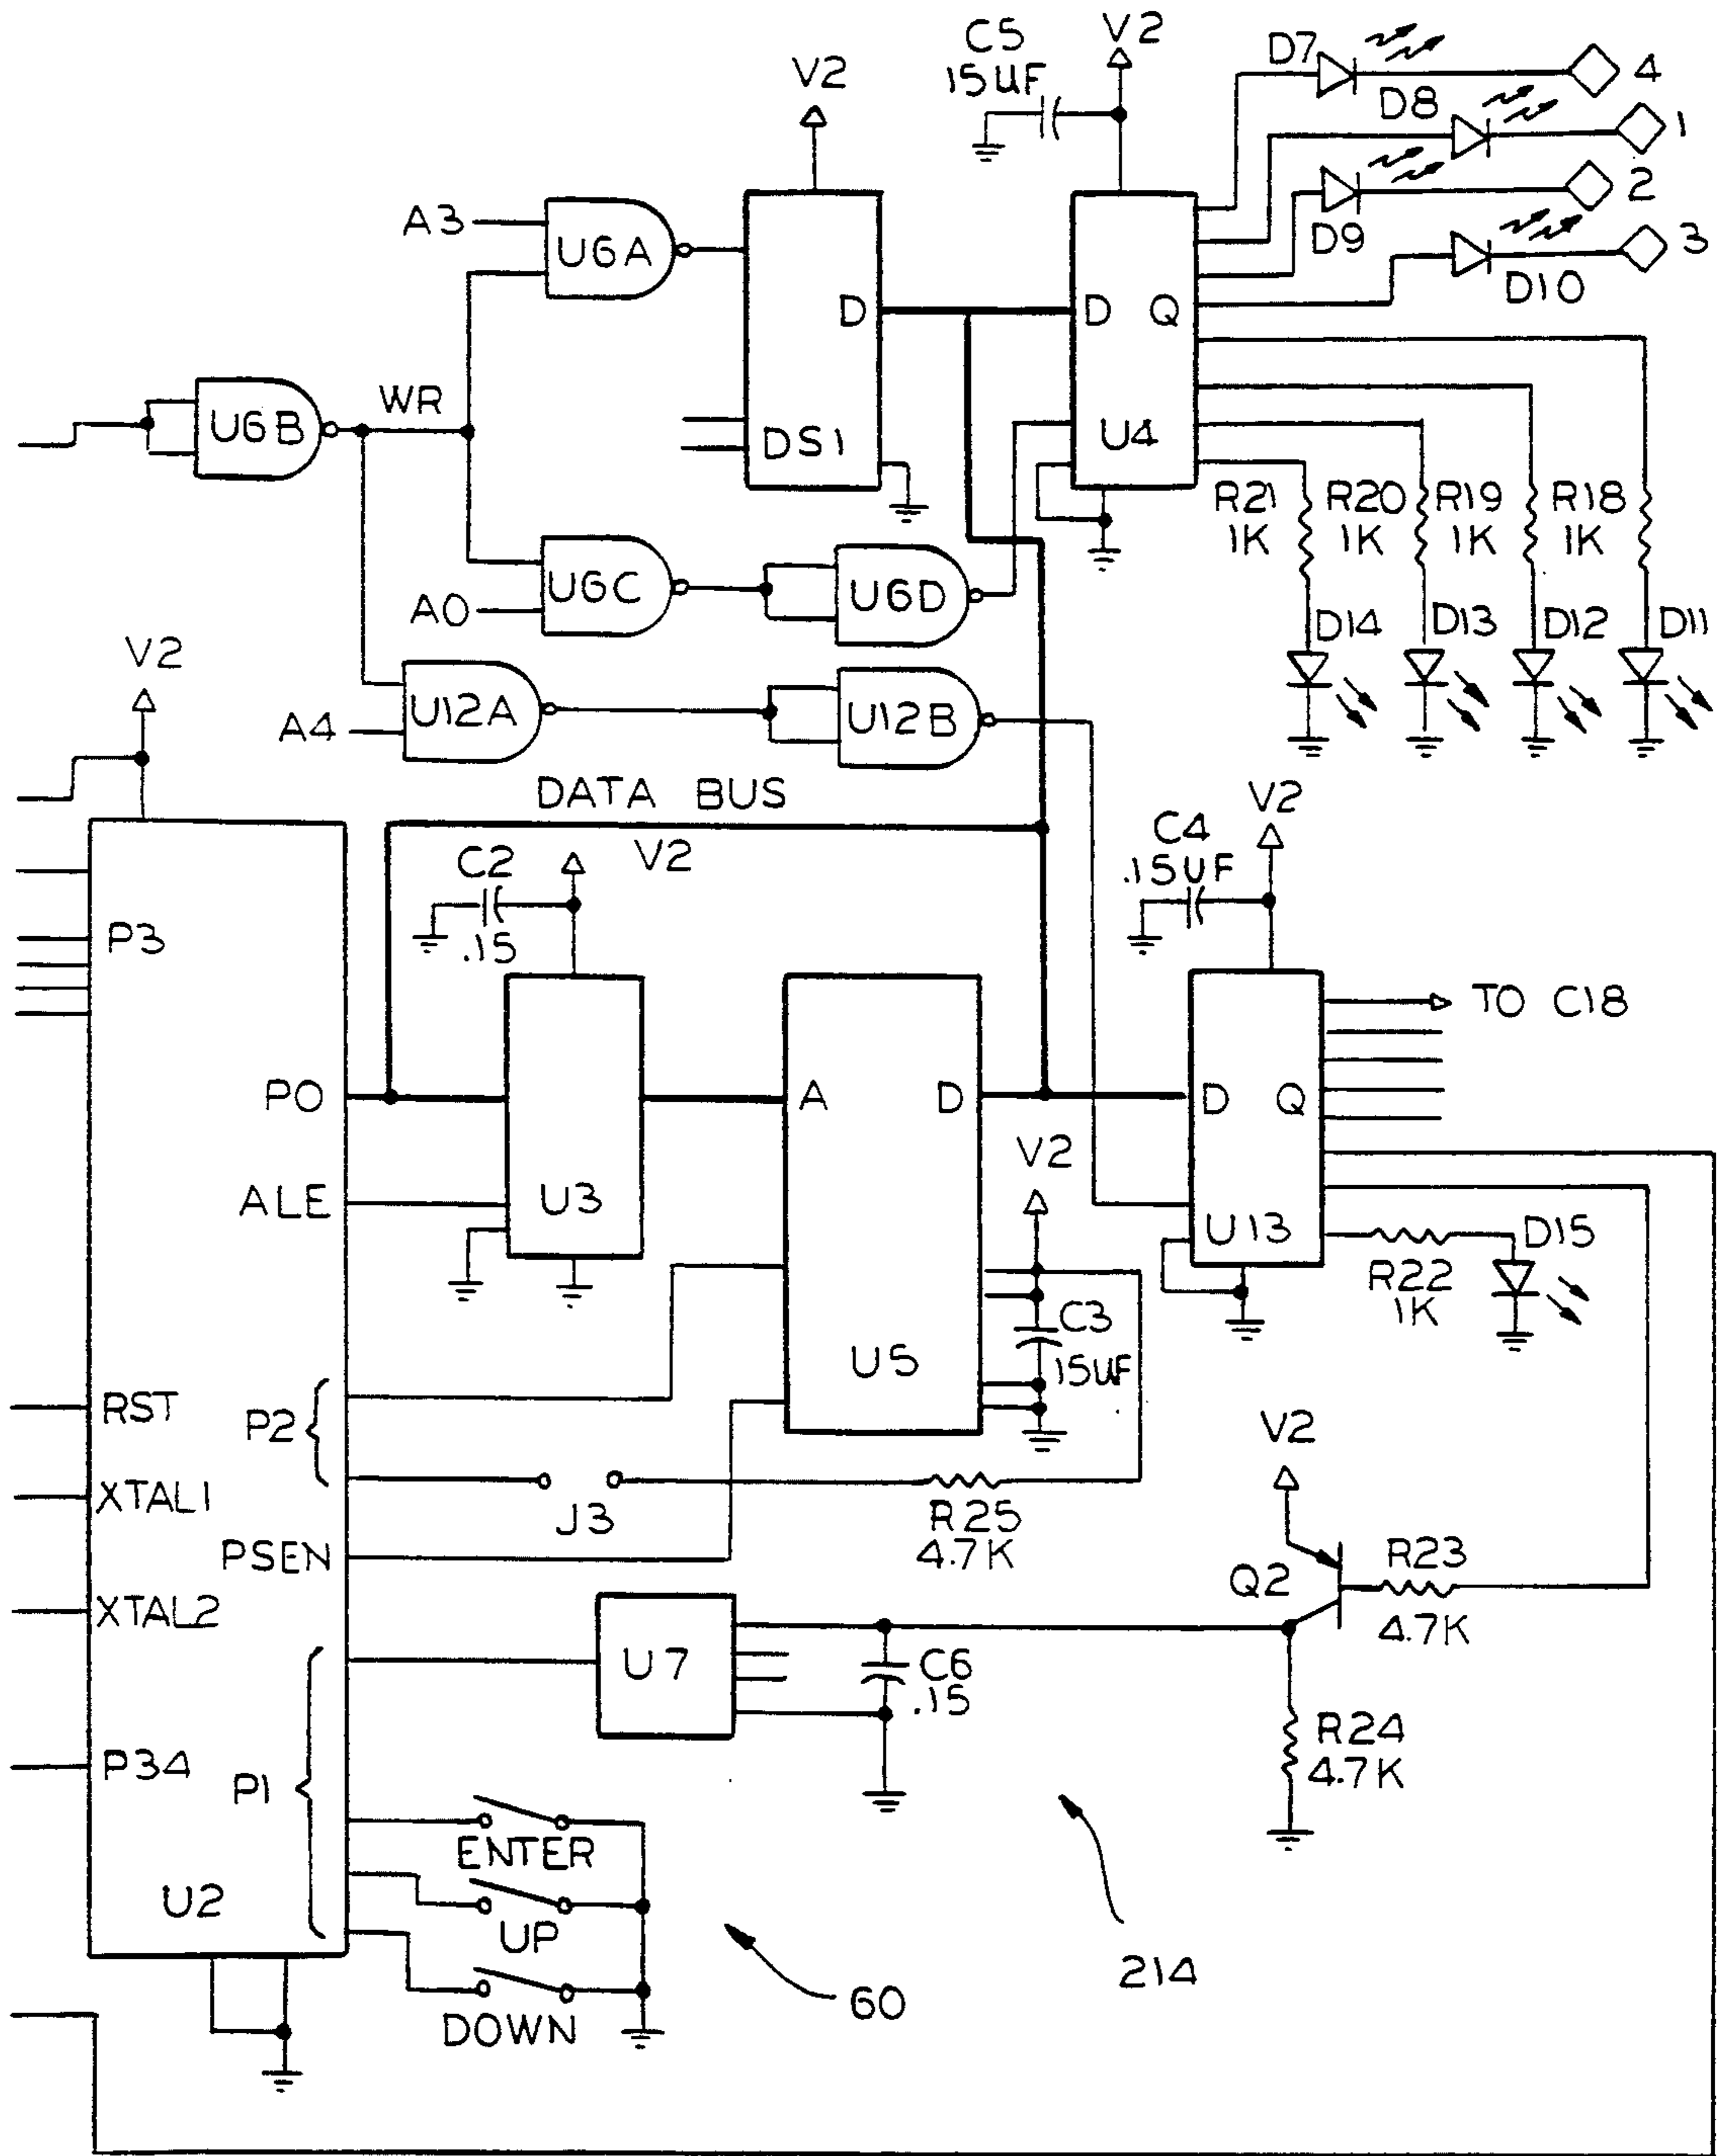 C5
15UF
V2
V2
D7
4
D8
1
2
D9
3
D10
A3
U6A
D
DS1
D
Q
U4
U6B
WR
R21
1K
R20
1K
R19
1K
R18
1K
U6C
A0
U6D
D14
D13
D12
D11
V2
U12A
A4
U12B
DATA BUS
V2
C2
.15
V2
C4
.15UF
P3
TO C18
P0
A
D
D
Q
V2
ALE
U3
U13
D15
R22
1K
C3
15UF
U5
RST
P2
V2
XTAL1
J3
R25
4.7K
PSEN
Q2
R23
4.7K
XTAL2
U7
C6
.15
R24
4.7K
P34
P1
ENTER
U2
UP
214
60
DOWN